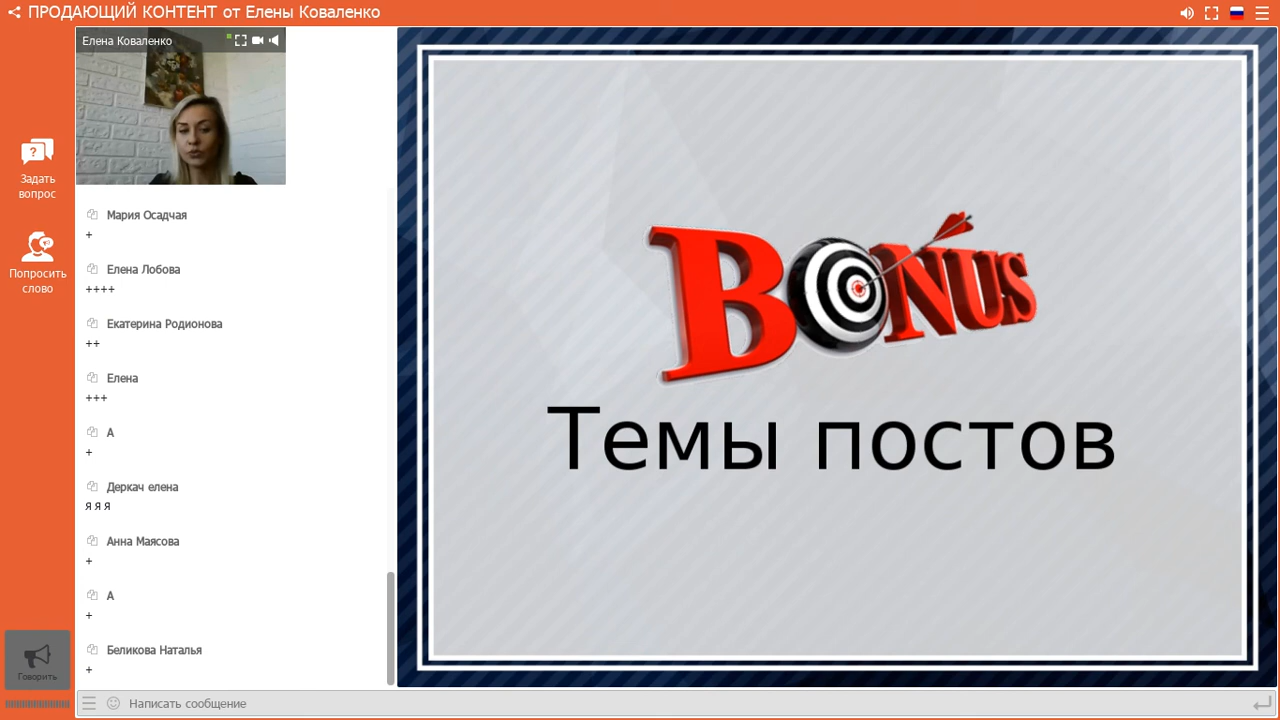 ПРОДАЮЩИЙ КОНТЕНТ от Елены Коваленко
Елена Коваленко
Задать
вопрос
Попросить
слово
Говорить
Мария Осадчая
+
Елена Лобова
++++
Екатерина Родионова
++
Елена
+++
А
+
Деркач елена
я я я
Анна Маясова
+
А
+
Беликова Наталья
+
Написать сообщение
BONUS
Темы постов